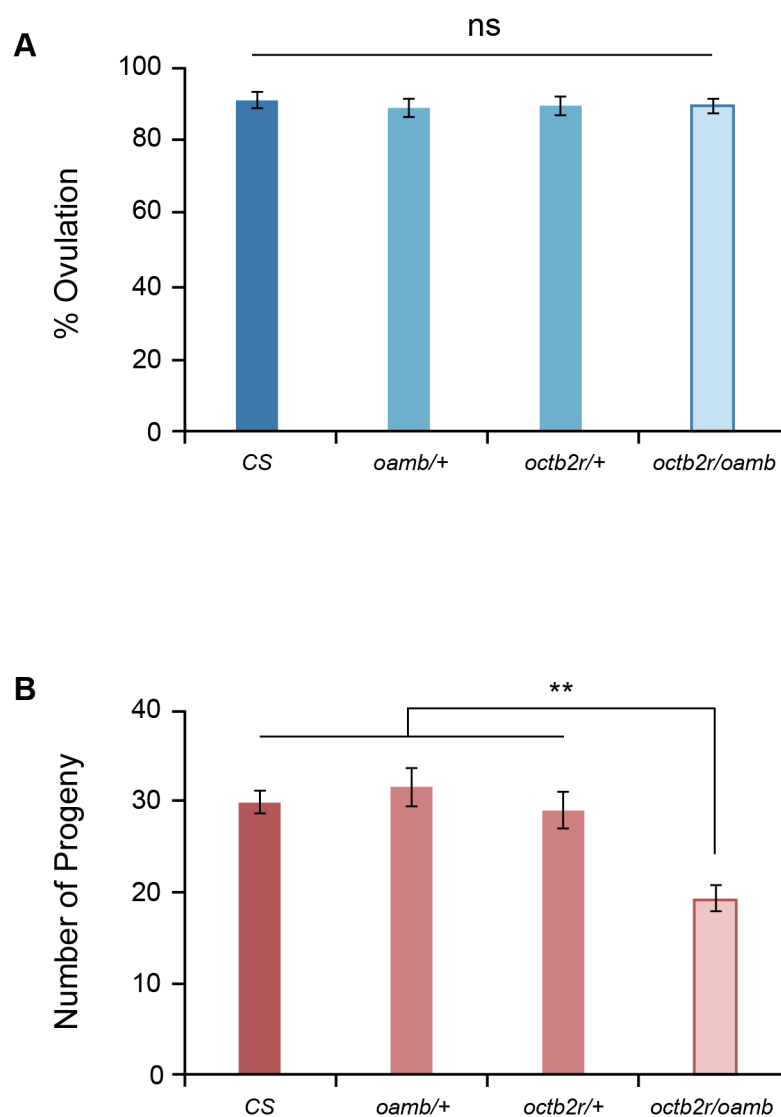 A
ns
% Ovulation
100
80
60
40
20
0
CS
oamb/+
octb2r/+
octb2r/oamb
B
**
Number of Progeny
40
30
20
10
0
CS
oamb/+
octb2r/+
octb2r/oamb